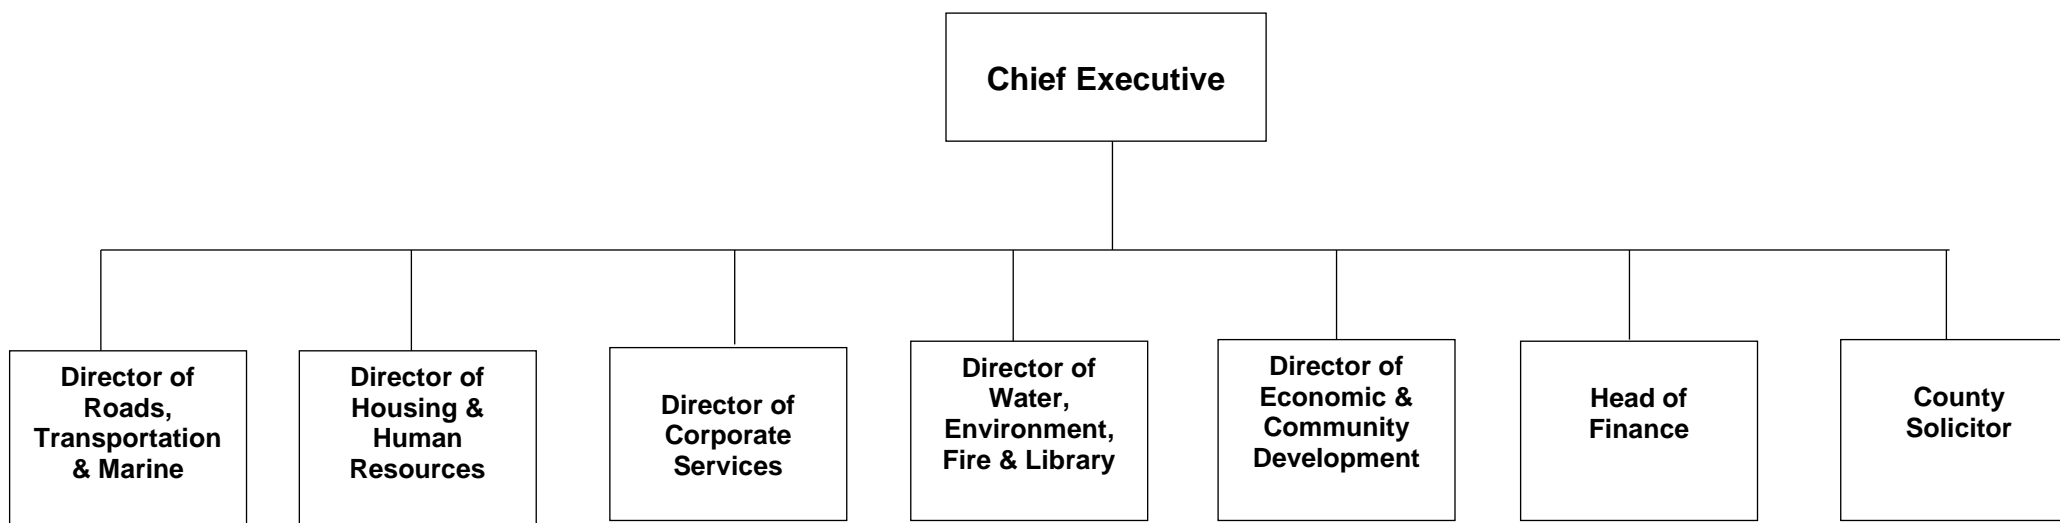 Chief Executive
Director of
Roads,
Transportation
& Marine
Director of
Housing &
Human
Resources
Director of
Corporate
Services
Director of
Water,
Environment,
Fire & Library
Director of
Economic &
Community
Development
Head of
Finance
County
Solicitor